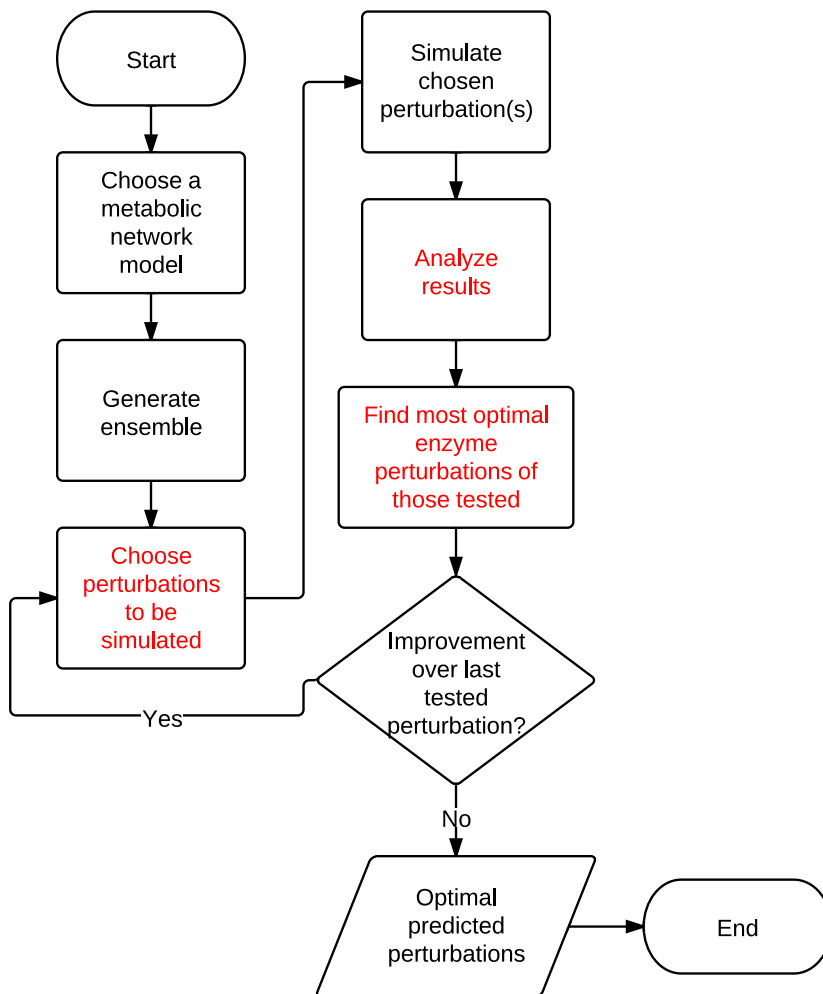 Start
Choose a
metabolic
network
model
Generate
ensemble
Choose
perturbations
to be
simulated
Simulate
chosen
perturbation(s)
Analyze
results
Find most optimal
enzyme
perturbations of
those tested
Improvement
over last
tested
perturbation?
Yes
No
Optimal
predicted
perturbations
End